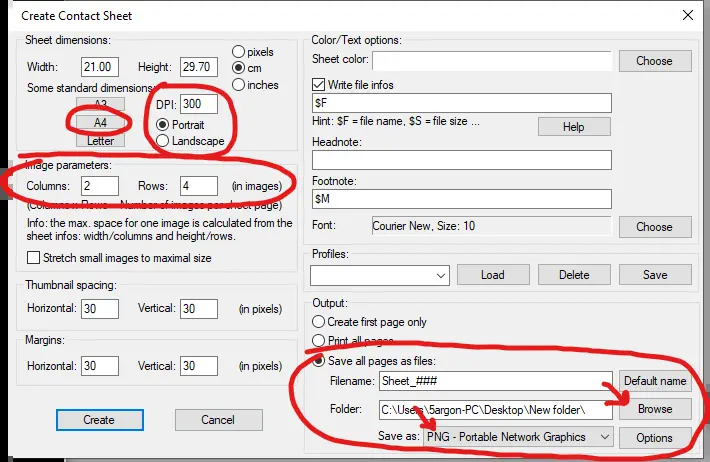 Create Contact Sheet
Sheet dimensions:
Width: 21.00 Height: 29.70
pixels
cm
inches
Some standard dimensions:
A3
A4
Letter
DPI: 300
Portrait
Landscape
Image parameters:
Columns: 2 Rows: 4 (in images)
(Columns x Rows = Number of images per sheet page)
Info: the max. space for one image is calculated from the
sheet infos: width/columns and height/rows.
Stretch small images to maximal size
Thumbnail spacing:
Horizontal: 30 Vertical: 30 (in pixels)
Margins:
Horizontal: 30 Vertical: 30 (in pixels)
Create Cancel
Color/Text options:
Sheet color: Choose
Write file infos
$F
Hint: $F = file name, $S = file size ...
Help
Headnote:
Footnote:
$M
Font: Courier New, Size: 10 Choose
Profiles:
Load Delete Save
Output:
Create first page only
Print all pages
Save all pages as files:
Filename: Sheet_### Default name
Folder: C:\Users\5argon-PC\Desktop\New folder\ Browse
Save as: PNG - Portable Network Graphics Options